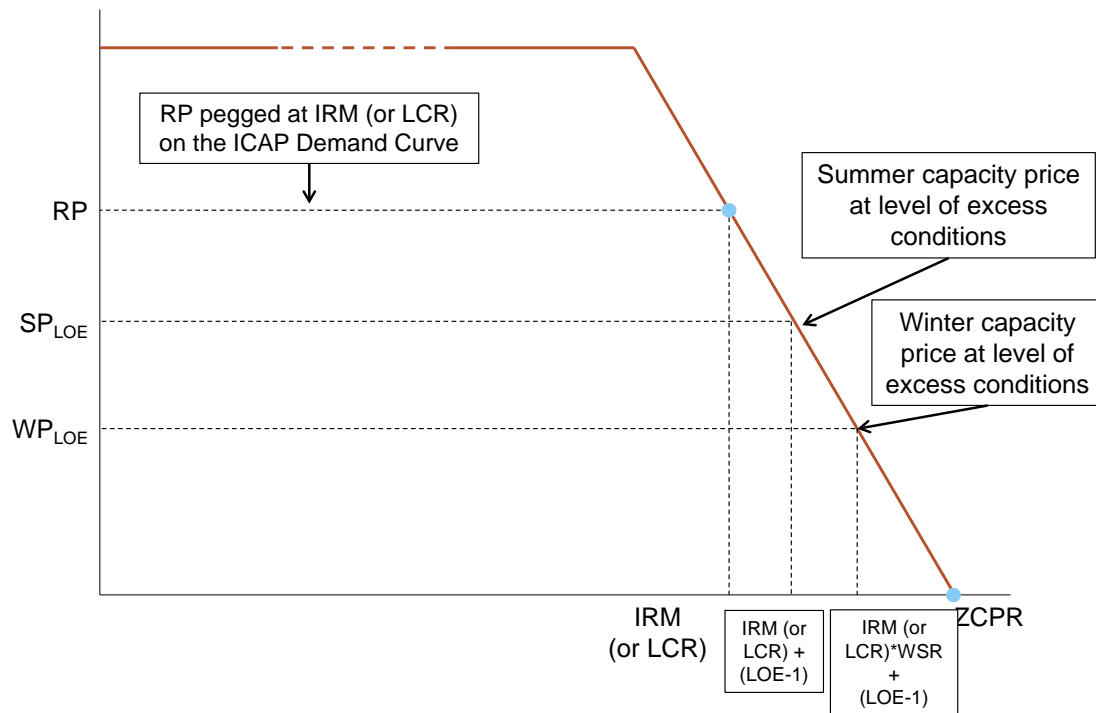 RP pegged at IRM (or LCR)
on the ICAP Demand Curve
Summer capacity price
at level of excess
conditions
RP
SP_LOE
Winter capacity
price at level of
excess conditions
WP_LOE
IRM
(or LCR)
IRM (or
LCR) +
(LOE-1)
IRM (or
LCR)*WSR
+
(LOE-1)
ZCPR